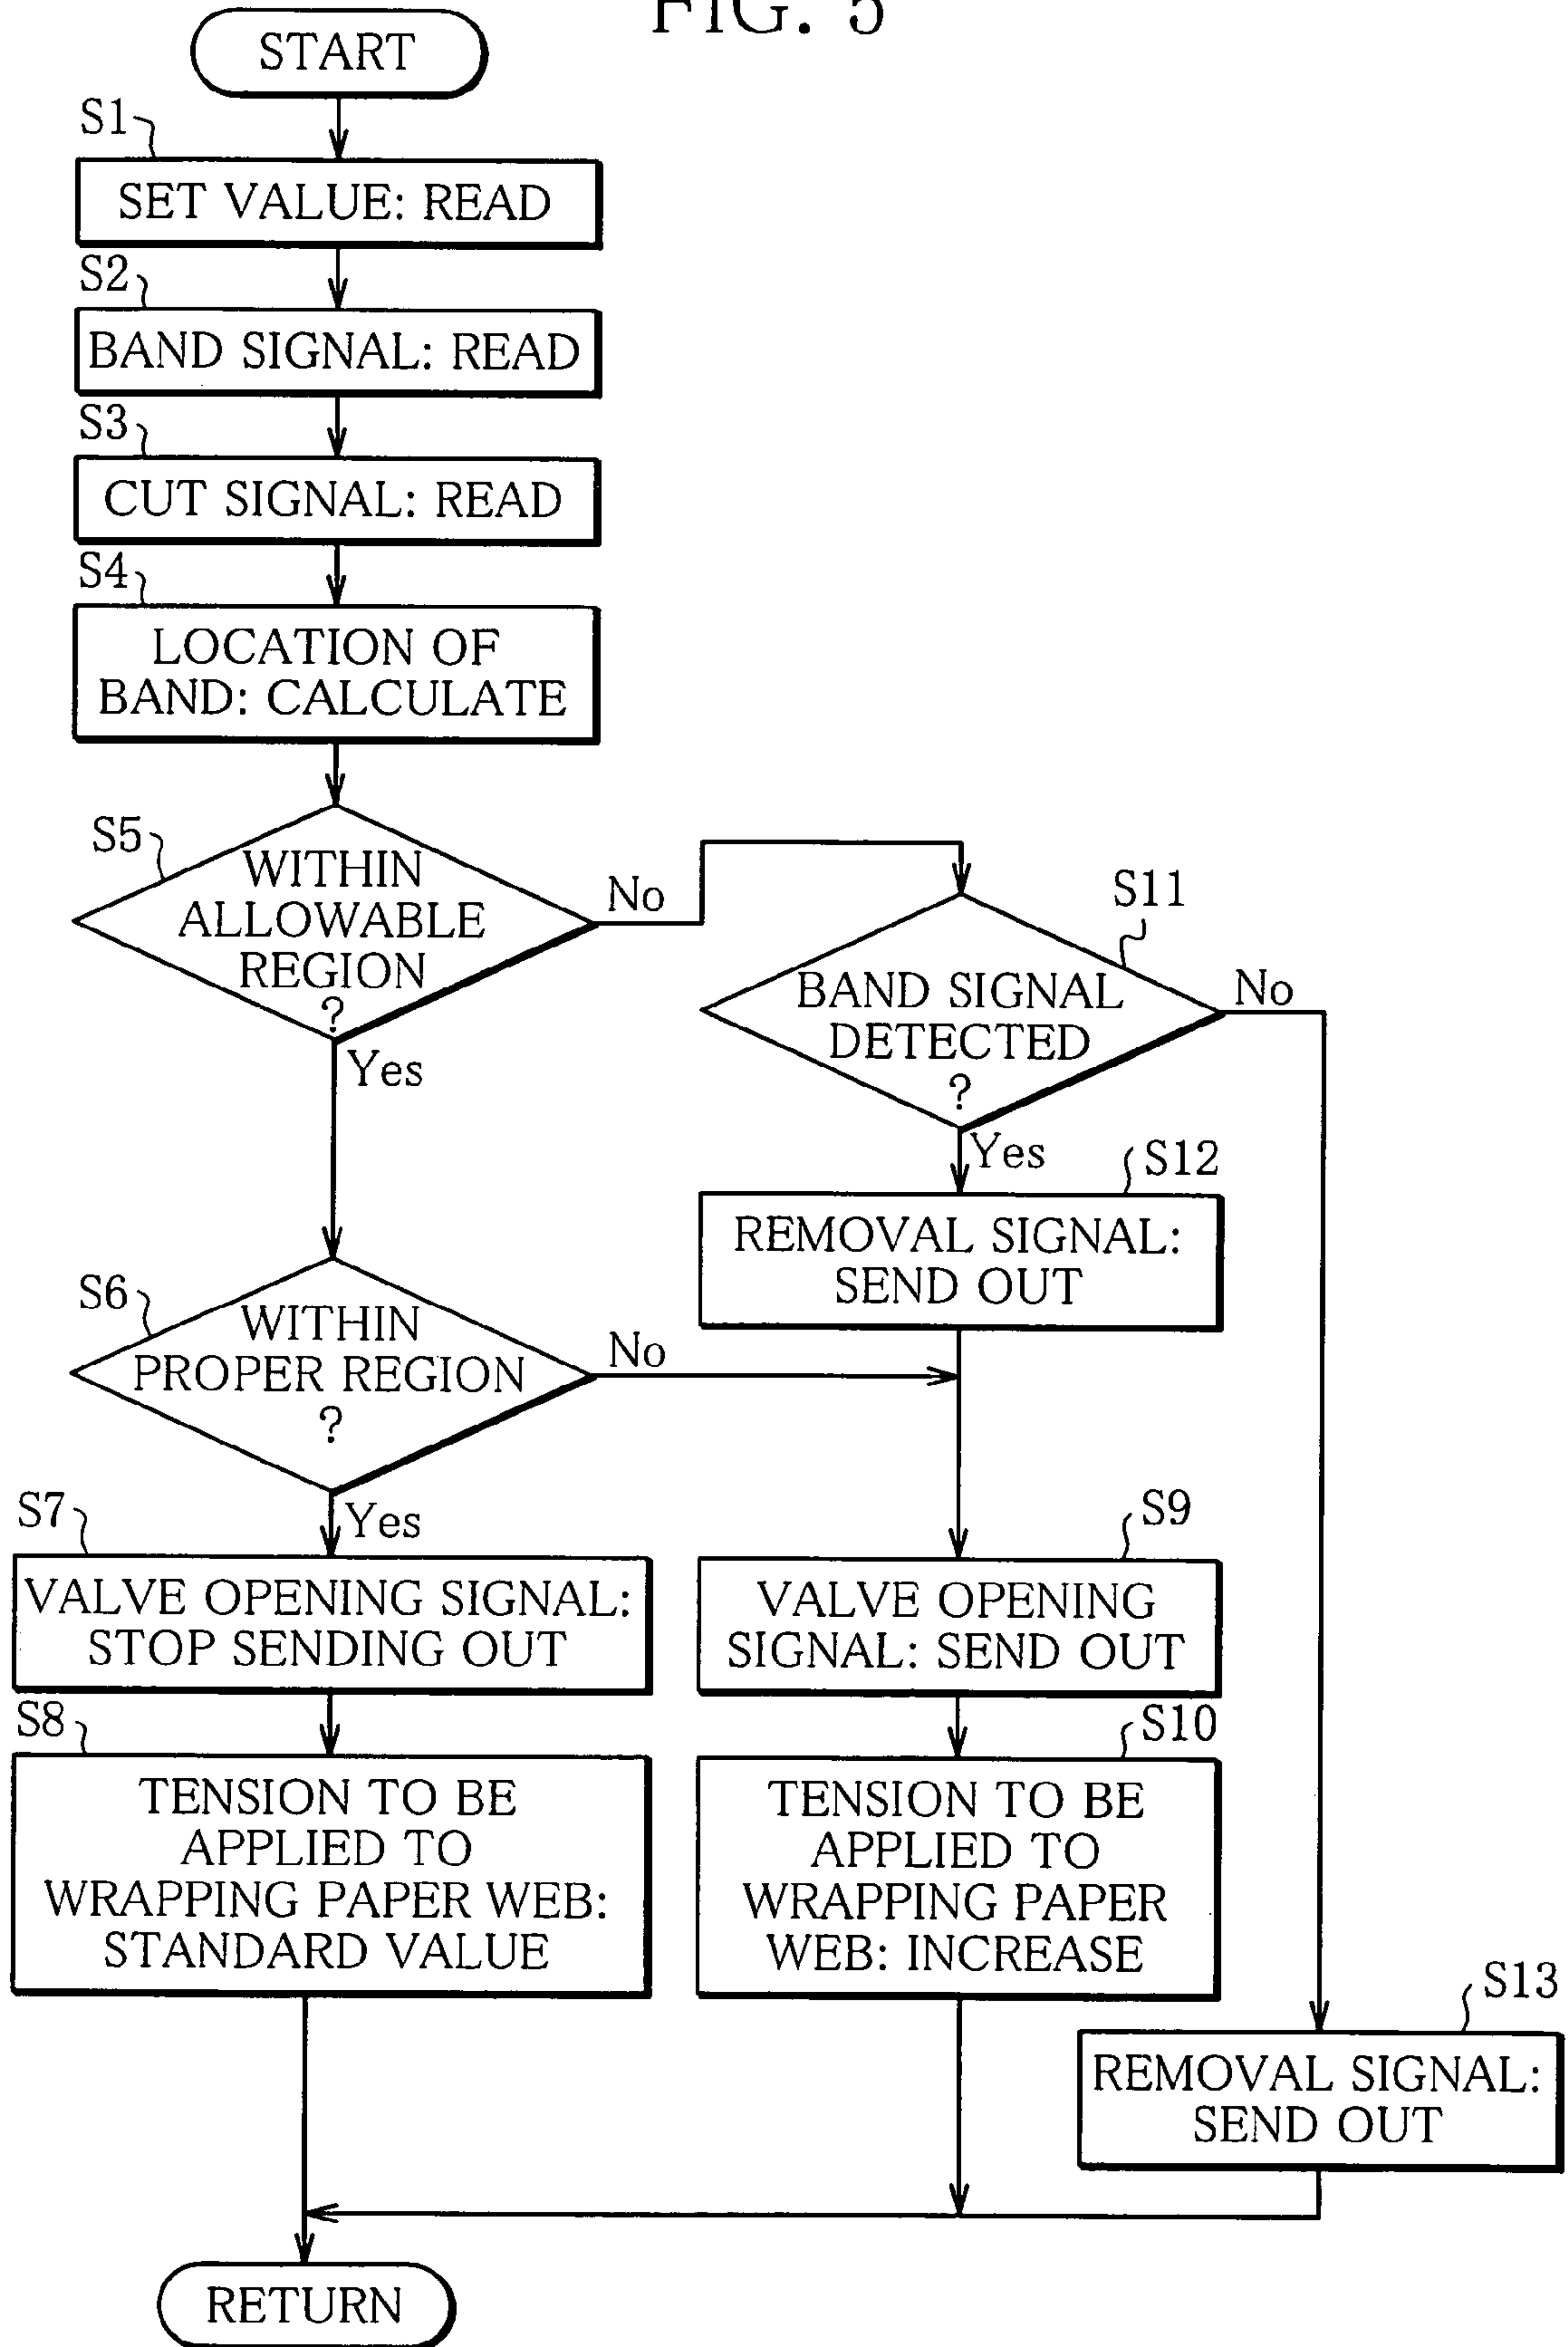 FIG. 5
START
S1
SET VALUE: READ
S2
BAND SIGNAL: READ
S3
CUT SIGNAL: READ
S4
LOCATION OF
BAND: CALCULATE
S5
WITHIN
ALLOWABLE
REGION
?
No
Yes
S11
BAND SIGNAL
DETECTED
?
No
Yes
S12
REMOVAL SIGNAL:
SEND OUT
S6
WITHIN
PROPER REGION
?
No
Yes
S7
VALVE OPENING SIGNAL:
STOP SENDING OUT
S9
VALVE OPENING
SIGNAL: SEND OUT
S8
TENSION TO BE
APPLIED TO
WRAPPING PAPER WEB:
STANDARD VALUE
S10
TENSION TO BE
APPLIED TO
WRAPPING PAPER
WEB: INCREASE
S13
REMOVAL SIGNAL:
SEND OUT
RETURN